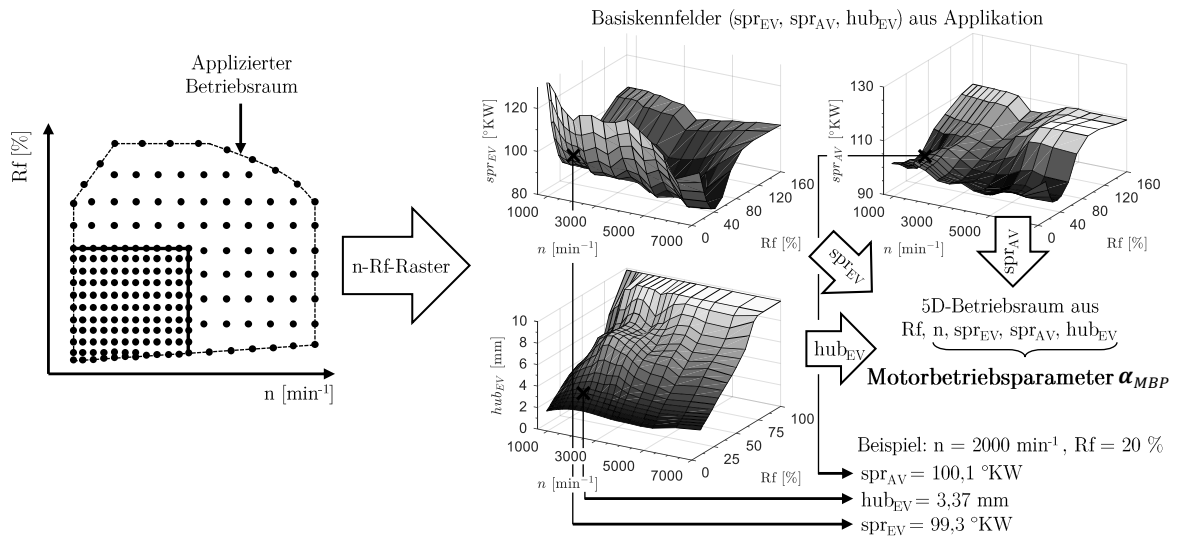 Basiskennfelder (spr_EV, spr_AV, hub_EV) aus Applikation
Applizierter
Betriebsraum
Rf [%]
n [min⁻¹]
n-Rf-Raster
spr_EV [°KW]
120
100
80
1000
3000
5000
7000
n [min⁻¹]
0
40
80
120
160
Rf [%]
spr_AV [°KW]
130
110
90
1000
3000
5000
7000
n [min⁻¹]
0
40
80
120
160
Rf [%]
spr_EV
spr_AV
hub_EV
hub_EV [mm]
10
8
6
4
2
0
1000
3000
5000
7000
n [min⁻¹]
0
25
50
75
100
Rf [%]
5D-Betriebsraum aus
Rf, n, spr_EV, spr_AV, hub_EV
Motorbetriebsparameter α_MBP
Beispiel: n = 2000 min⁻¹ , Rf = 20 %
spr_AV = 100,1 °KW
hub_EV = 3,37 mm
spr_EV = 99,3 °KW